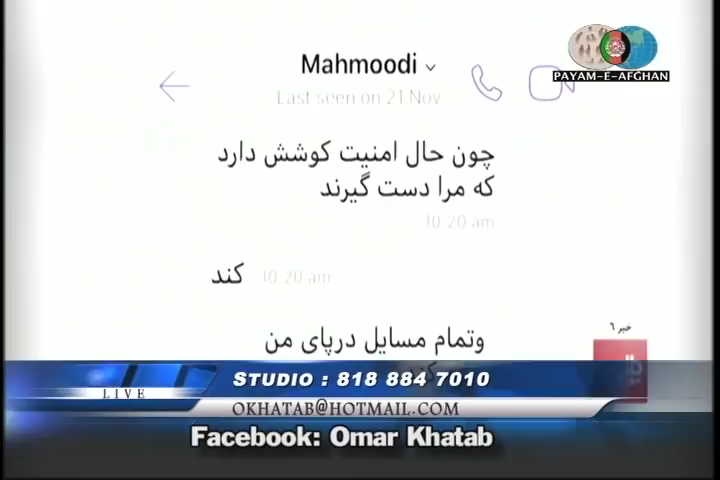 Mahmoodi
Last seen on 21 Nov
PAYAM-E-AFGHAN
چون حال امنیت کوشش دارد
که مرا دست گیرند
10:20 am
کند
10:20 am
وتمام مسایل درپای من
خبر ٦
LIVE
STUDIO : 818 884 7010
OKHATAB@HOTMAIL.COM
Facebook: Omar Khatab